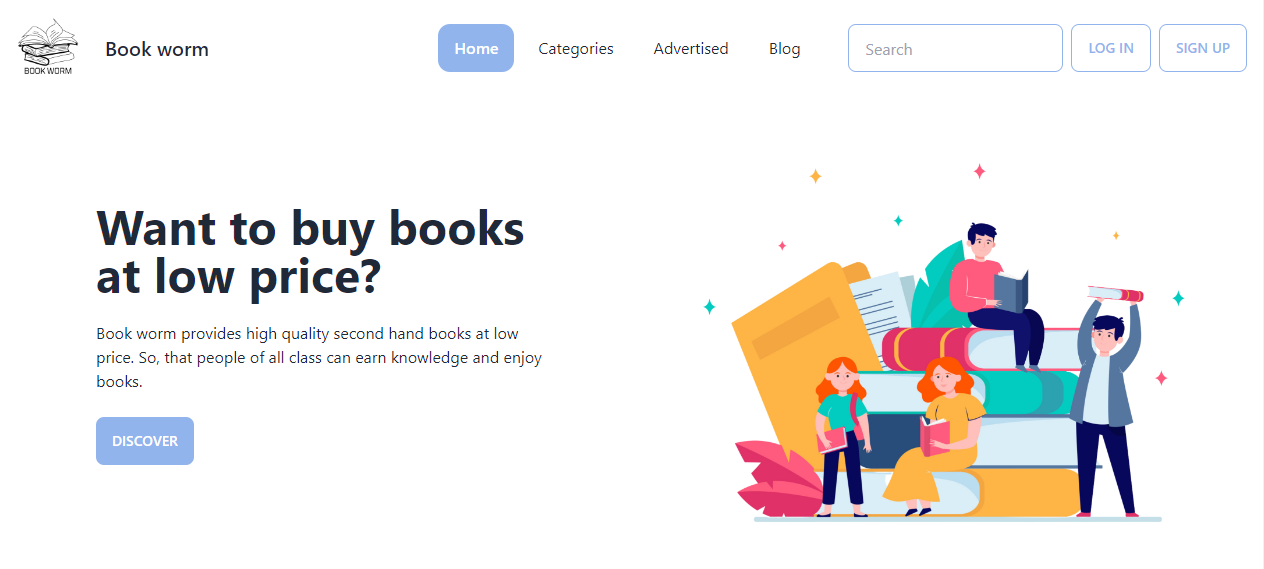 BOOK WORM
Book worm
Home
Categories
Advertised
Blog
Search
LOG IN
SIGN UP
Want to buy books
at low price?
Book worm provides high quality second hand books at low
price. So, that people of all class can earn knowledge and enjoy
books.
DISCOVER